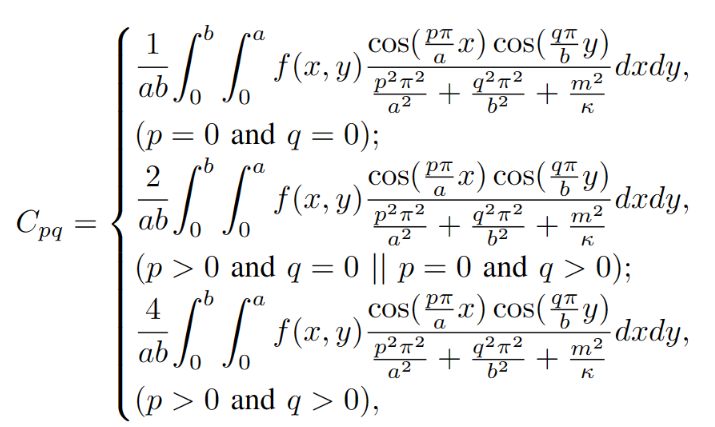 C_{pq} = \begin{cases} \frac{1}{ab} \int_0^b \int_0^a f(x, y) \frac{\cos(\frac{p\pi}{a}x) \cos(\frac{q\pi}{b}y)}{\frac{p^2\pi^2}{a^2} + \frac{q^2\pi^2}{b^2} + \frac{m^2}{\kappa}} dxdy, \\
(p = 0 \text{ and } q = 0); \\
\frac{2}{ab} \int_0^b \int_0^a f(x, y) \frac{\cos(\frac{p\pi}{a}x) \cos(\frac{q\pi}{b}y)}{\frac{p^2\pi^2}{a^2} + \frac{q^2\pi^2}{b^2} + \frac{m^2}{\kappa}} dxdy, \\
(p > 0 \text{ and } q = 0 \; || \; p = 0 \text{ and } q > 0); \\
\frac{4}{ab} \int_0^b \int_0^a f(x, y) \frac{\cos(\frac{p\pi}{a}x) \cos(\frac{q\pi}{b}y)}{\frac{p^2\pi^2}{a^2} + \frac{q^2\pi^2}{b^2} + \frac{m^2}{\kappa}} dxdy, \\
(p > 0 \text{ and } q > 0), \end{cases}